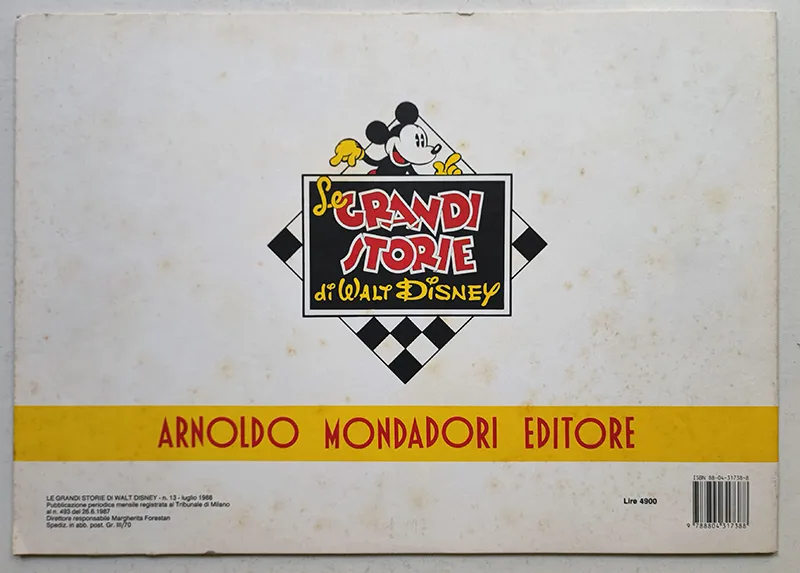 Le GRANDI
STORIE
di WALT DISNEY
ARNOLDO MONDADORI EDITORE
LE GRANDI STORIE DI WALT DISNEY - n. 13 - luglio 1988
Pubblicazione periodica mensile registrata al Tribunale di Milano
al n. 493 del 26.6.1987
Direttore responsabile Margherita Forestan
Spediz. in abb. post. Gr. III/70
Lire 4900
ISBN 88-04-31738-8
9 788804 317388